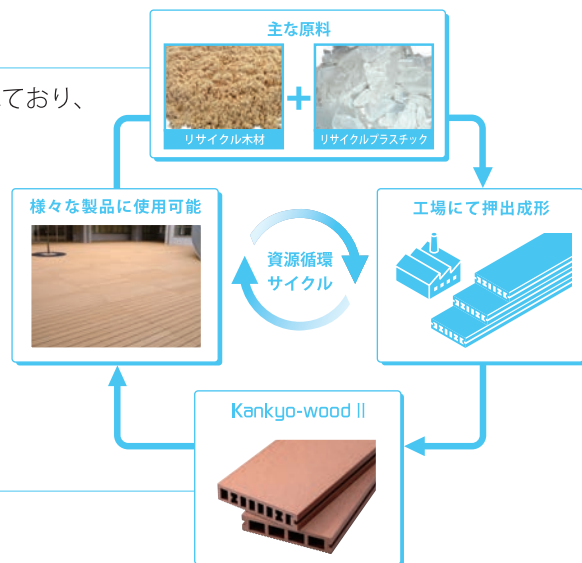 主な原料
ており、
リサイクル木材
+
リサイクルプラスチック
様々な製品に使用可能
工場にて押出成形
資源循環
サイクル
Kankyo-wood II